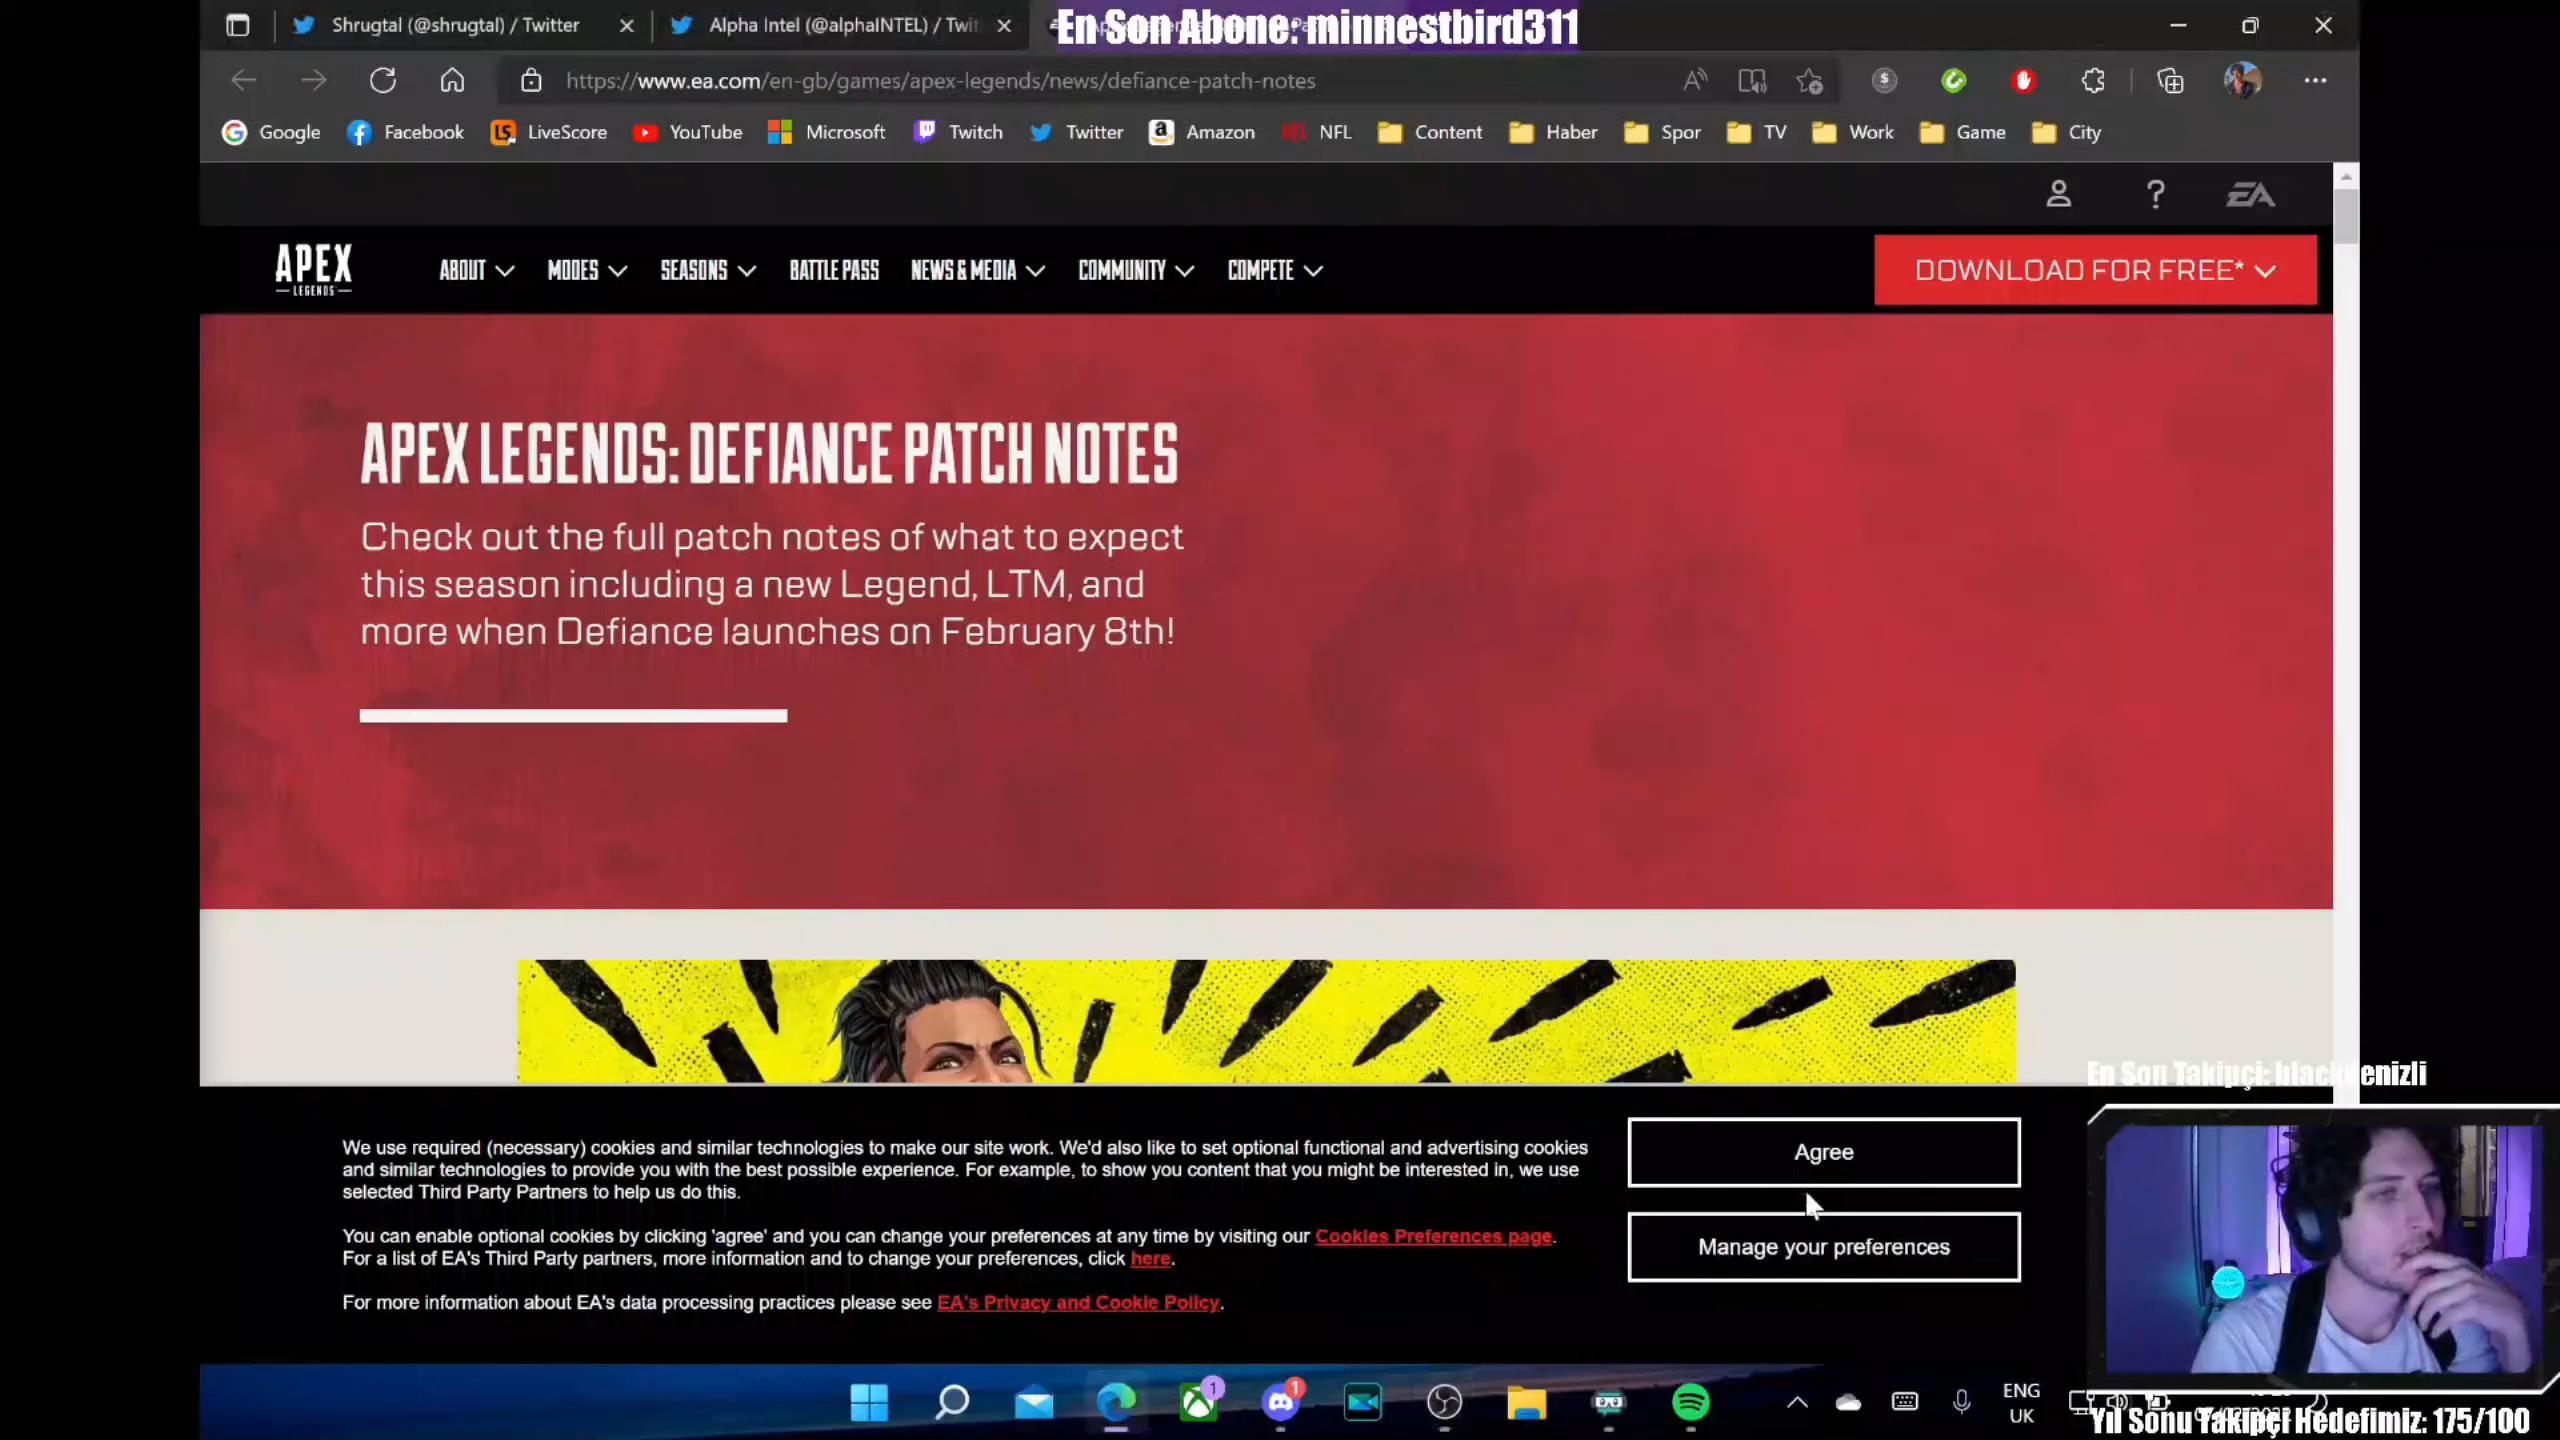 Shrugtal (@shrugtal) / Twitter
Alpha Intel (@alphaINTEL) / Twit
En Son Abone: minnestbird311
https://www.ea.com/en-gb/games/apex-legends/news/defiance-patch-notes
Google
Facebook
LiveScore
YouTube
Microsoft
Twitch
Twitter
Amazon
NFL
Content
Haber
Spor
TV
Work
Game
City
EA
APEX
LEGENDS
ABOUT
MODES
SEASONS
BATTLE PASS
NEWS & MEDIA
COMMUNITY
COMPETE
DOWNLOAD FOR FREE*
APEX LEGENDS: DEFIANCE PATCH NOTES
Check out the full patch notes of what to expect
this season including a new Legend, LTM, and
more when Defiance launches on February 8th!
En Son Takipçi:
We use required (necessary) cookies and similar technologies to make our site work. We'd also like to set optional functional and advertising cookies
and similar technologies to provide you with the best possible experience. For example, to show you content that you might be interested in, we use
selected Third Party Partners to help us do this.
You can enable optional cookies by clicking 'agree' and you can change your preferences at any time by visiting our Cookies Preferences page.
For a list of EA's Third Party partners, more information and to change your preferences, click here.
For more information about EA's data processing practices please see EA's Privacy and Cookie Policy.
Agree
Manage your preferences
1
1
ENG
UK
Yıl Sonu Takipçi Hedefimiz: 175/100